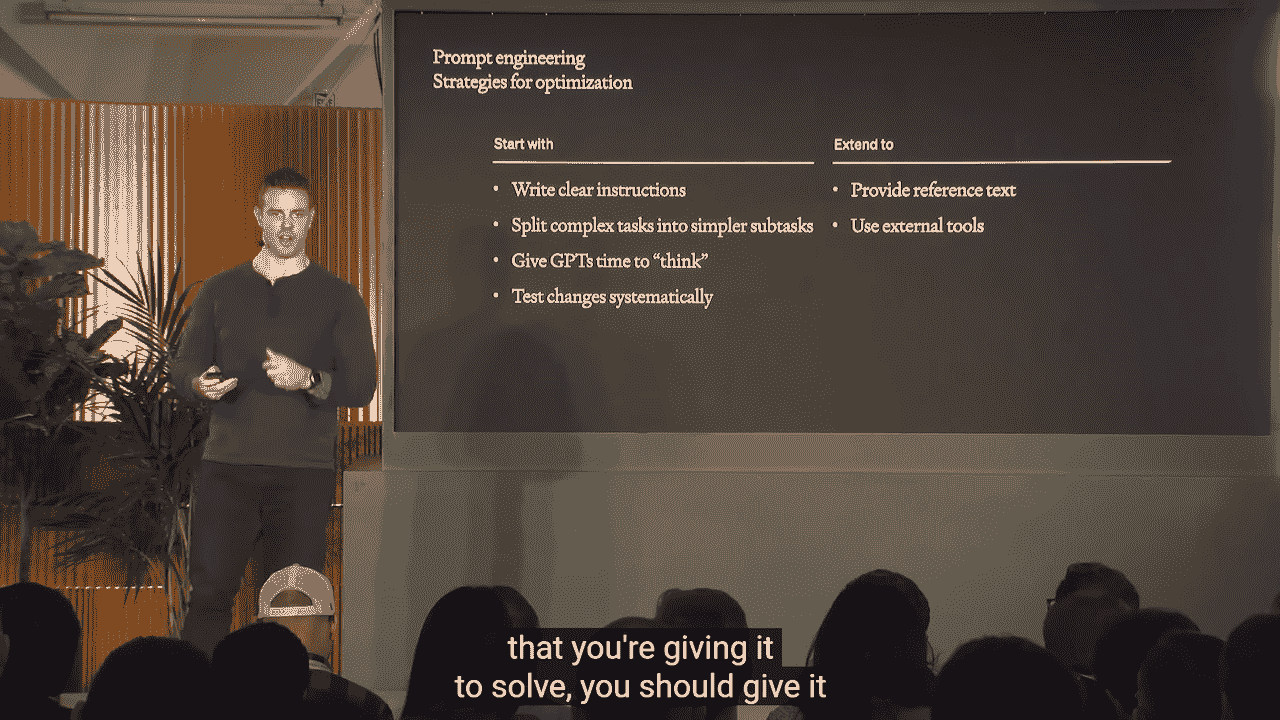 Prompt engineering
Strategies for optimization
Start with
• Write clear instructions
• Split complex tasks into simpler subtasks
• Give GPTs time to “think”
• Test changes systematically
Extend to
• Provide reference text
• Use external tools
that you're giving it
to solve, you should give it